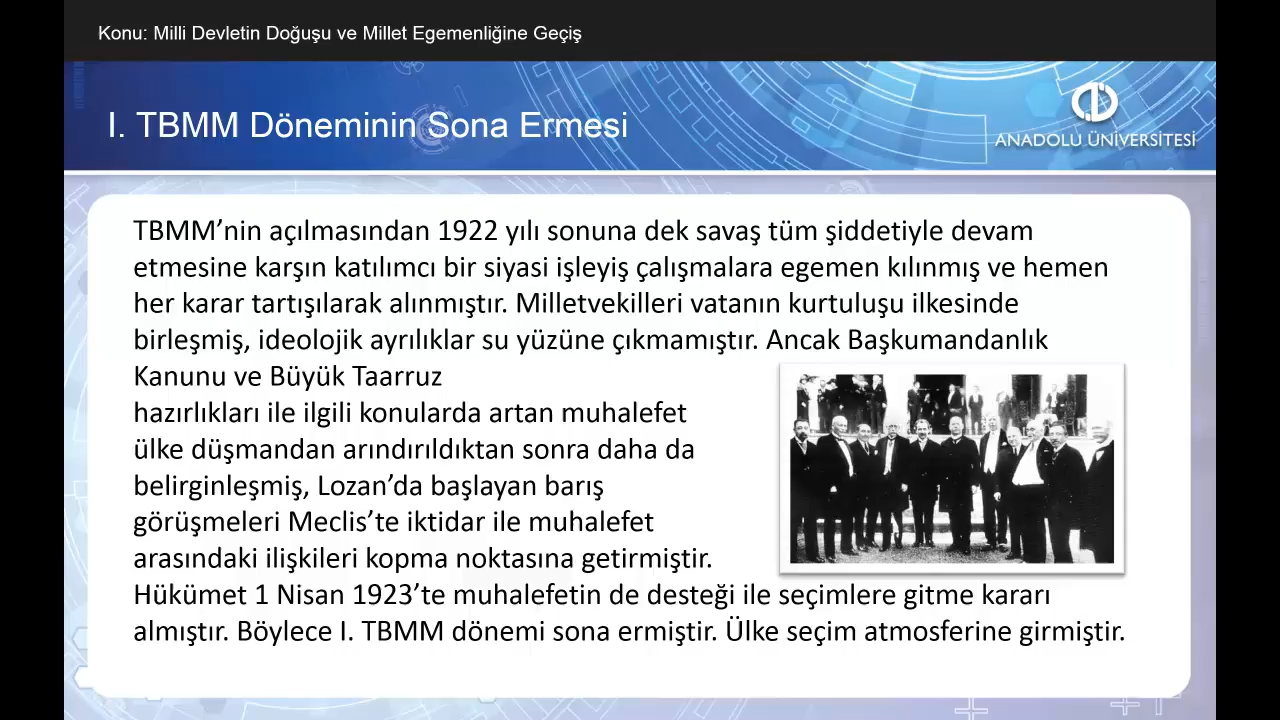 Konu: Milli Devletin Doğuşu ve Millet Egemenliğine Geçiş
I. TBMM Döneminin Sona Ermesi
ANADOLU ÜNİVERSİTESİ
TBMM’nin açılmasından 1922 yılı sonuna dek savaş tüm şiddetiyle devam
etmesine karşın katılımcı bir siyasi işleyiş çalışmalara egemen kılınmış ve hemen
her karar tartışılarak alınmıştır. Milletvekilleri vatanın kurtuluşu ilkesinde
birleşmiş, ideolojik ayrılıklar su yüzüne çıkmamıştır. Ancak Başkumandanlık
Kanunu ve Büyük Taarruz
hazırlıkları ile ilgili konularda artan muhalefet
ülke düşmandan arındırıldıktan sonra daha da
belirginleşmiş, Lozan’da başlayan barış
görüşmeleri Meclis’te iktidar ile muhalefet
arasındaki ilişkileri kopma noktasına getirmiştir.
Hükümet 1 Nisan 1923’te muhalefetin de desteği ile seçimlere gitme kararı
almıştır. Böylece I. TBMM dönemi sona ermiştir. Ülke seçim atmosferine girmiştir.